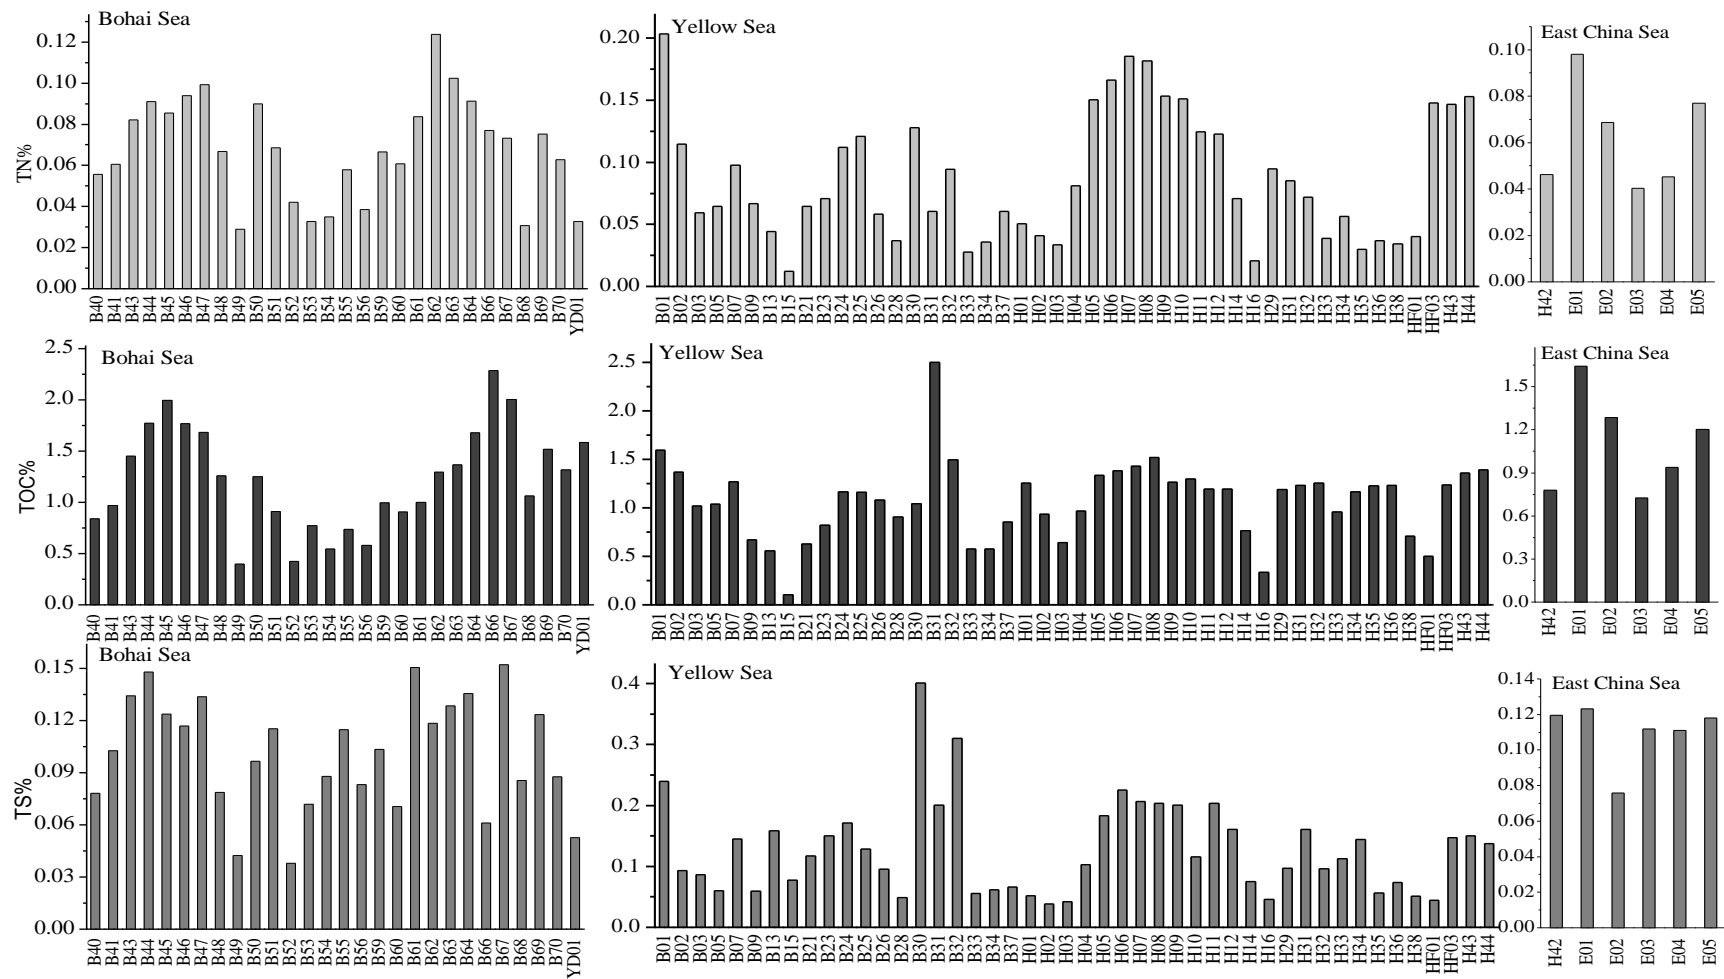 Bohai Sea
TN%
0.12
0.10
0.08
0.06
0.04
0.02
0.00
B40 B41 B43 B44 B45 B46 B47 B48 B49 B50 B51 B52 B53 B54 B55 B56 B59 B60 B61 B62 B63 B64 B66 B67 B68 B69 B70 YD01
Yellow Sea
0.20
0.15
0.10
0.05
0.00
B01 B02 B03 B05 B07 B09 B13 B15 B21 B23 B24 B25 B26 B28 B30 B31 B32 B33 B34 B37 H01 H02 H03 H04 H05 H06 H07 H08 H09 H10 H11 H12 H14 H16 H29 H31 H32 H33 H34 H35 H36 H38 HF01 HF03 H43 H44
East China Sea
0.10
0.08
0.06
0.04
0.02
0.00
H42 E01 E02 E03 E04 E05
Bohai Sea
TOC%
2.5
2.0
1.5
1.0
0.5
0.0
B40 B41 B43 B44 B45 B46 B47 B48 B49 B50 B51 B52 B53 B54 B55 B56 B59 B60 B61 B62 B63 B64 B66 B67 B68 B69 B70 YD01
Yellow Sea
2.5
2.0
1.5
1.0
0.5
0.0
B01 B02 B03 B05 B07 B09 B13 B15 B21 B23 B24 B25 B26 B28 B30 B31 B32 B33 B34 B37 H01 H02 H03 H04 H05 H06 H07 H08 H09 H10 H11 H12 H14 H16 H29 H31 H32 H33 H34 H35 H36 H38 HF01 HF03 H43 H44
East China Sea
1.5
1.2
0.9
0.6
0.3
0.0
H42 E01 E02 E03 E04 E05
Bohai Sea
TS%
0.15
0.12
0.09
0.06
0.03
0.00
B40 B41 B43 B44 B45 B46 B47 B48 B49 B50 B51 B52 B53 B54 B55 B56 B59 B60 B61 B62 B63 B64 B66 B67 B68 B69 B70 YD01
Yellow Sea
0.4
0.3
0.2
0.1
0.0
B01 B02 B03 B05 B07 B09 B13 B15 B21 B23 B24 B25 B26 B28 B30 B31 B32 B33 B34 B37 H01 H02 H03 H04 H05 H06 H07 H08 H09 H10 H11 H12 H14 H16 H29 H31 H32 H33 H34 H35 H36 H38 HF01 HF03 H43 H44
East China Sea
0.14
0.12
0.10
0.08
0.06
0.04
0.02
0.00
H42 E01 E02 E03 E04 E05